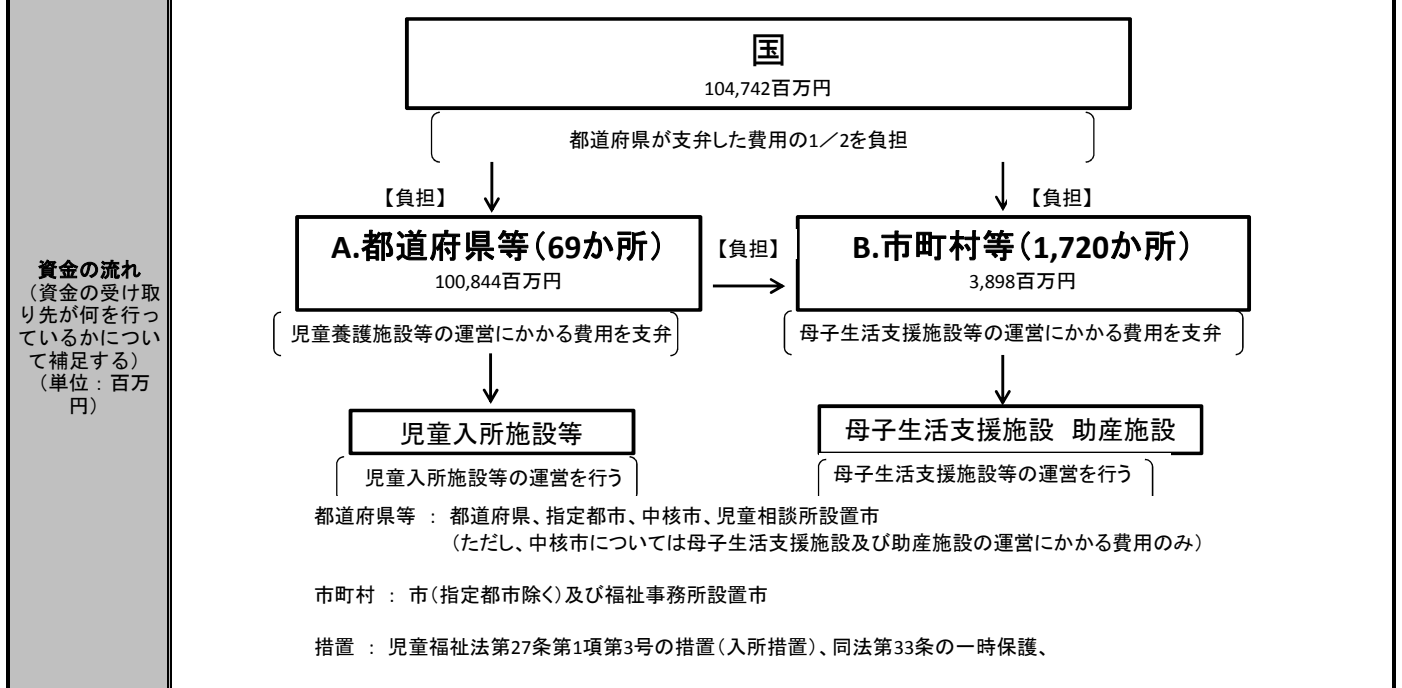 資金の流れ
（資金の受け取
り先が何を行っ
ているかについ
て補足する）
（単位：百万
円）
国
104,742百万円
都道府県が支弁した費用の1／2を負担
【負担】
【負担】
A.都道府県等（69か所）
100,844百万円
【負担】
B.市町村等（1,720か所）
3,898百万円
児童養護施設等の運営にかかる費用を支弁
母子生活支援施設等の運営にかかる費用を支弁
児童入所施設等
母子生活支援施設　助産施設
児童入所施設等の運営を行う
母子生活支援施設等の運営を行う
都道府県等　：　都道府県、指定都市、中核市、児童相談所設置市
（ただし、中核市については母子生活支援施設及び助産施設の運営にかかる費用のみ）
市町村　：　市（指定都市除く）及び福祉事務所設置市
措置　：　児童福祉法第27条第1項第3号の措置（入所措置）、同法第33条の一時保護、